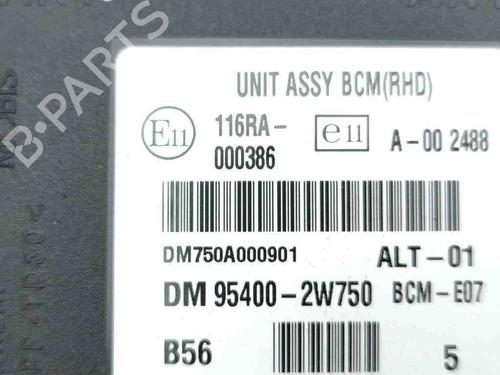 UNIT ASSY BCM(RHD)
E11 116RA-000386 e11 A-00 2488
DM750A000901 ALT-01
DM 95400-2W750 BCM-E07
B56 5
MOBIS